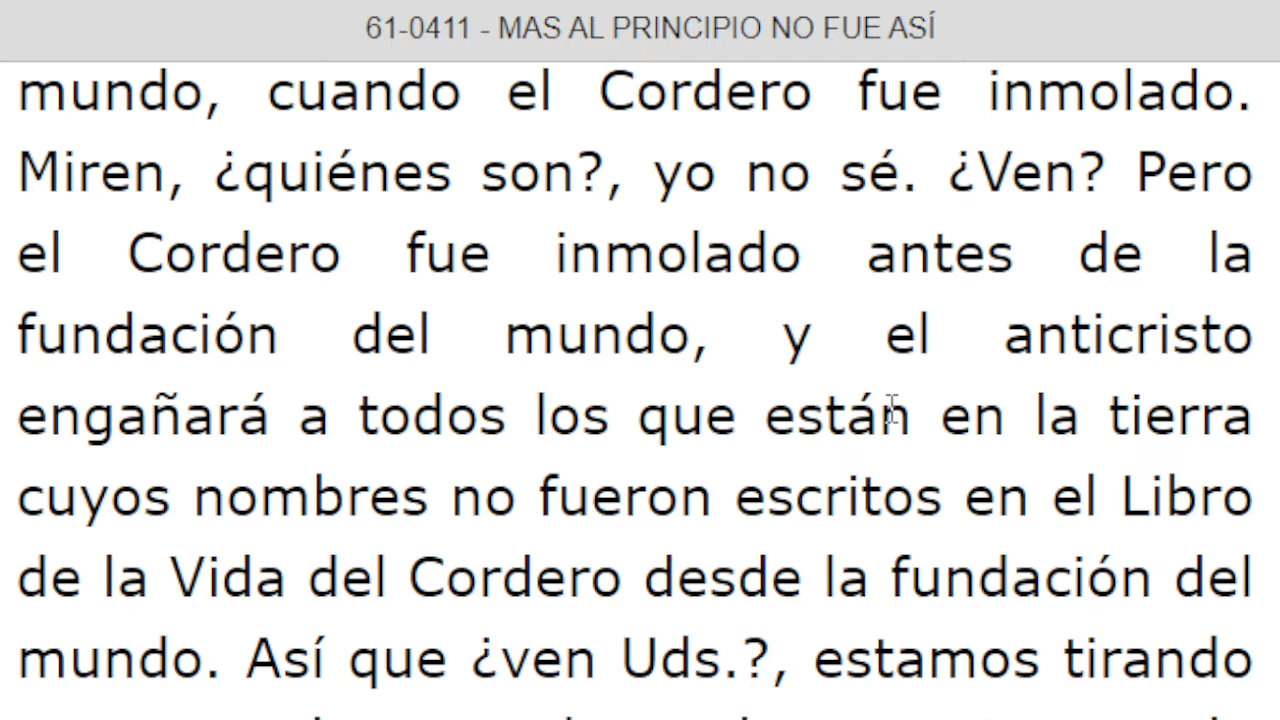 61-0411 - MAS AL PRINCIPIO NO FUE ASÍ
mundo, cuando el Cordero fue inmolado.
Miren, ¿quiénes son?, yo no sé. ¿Ven? Pero
el Cordero fue inmolado antes de la
fundación del mundo, y el anticristo
engañará a todos los que están en la tierra
cuyos nombres no fueron escritos en el Libro
de la Vida del Cordero desde la fundación del
mundo. Así que ¿ven Uds.?, estamos tirando